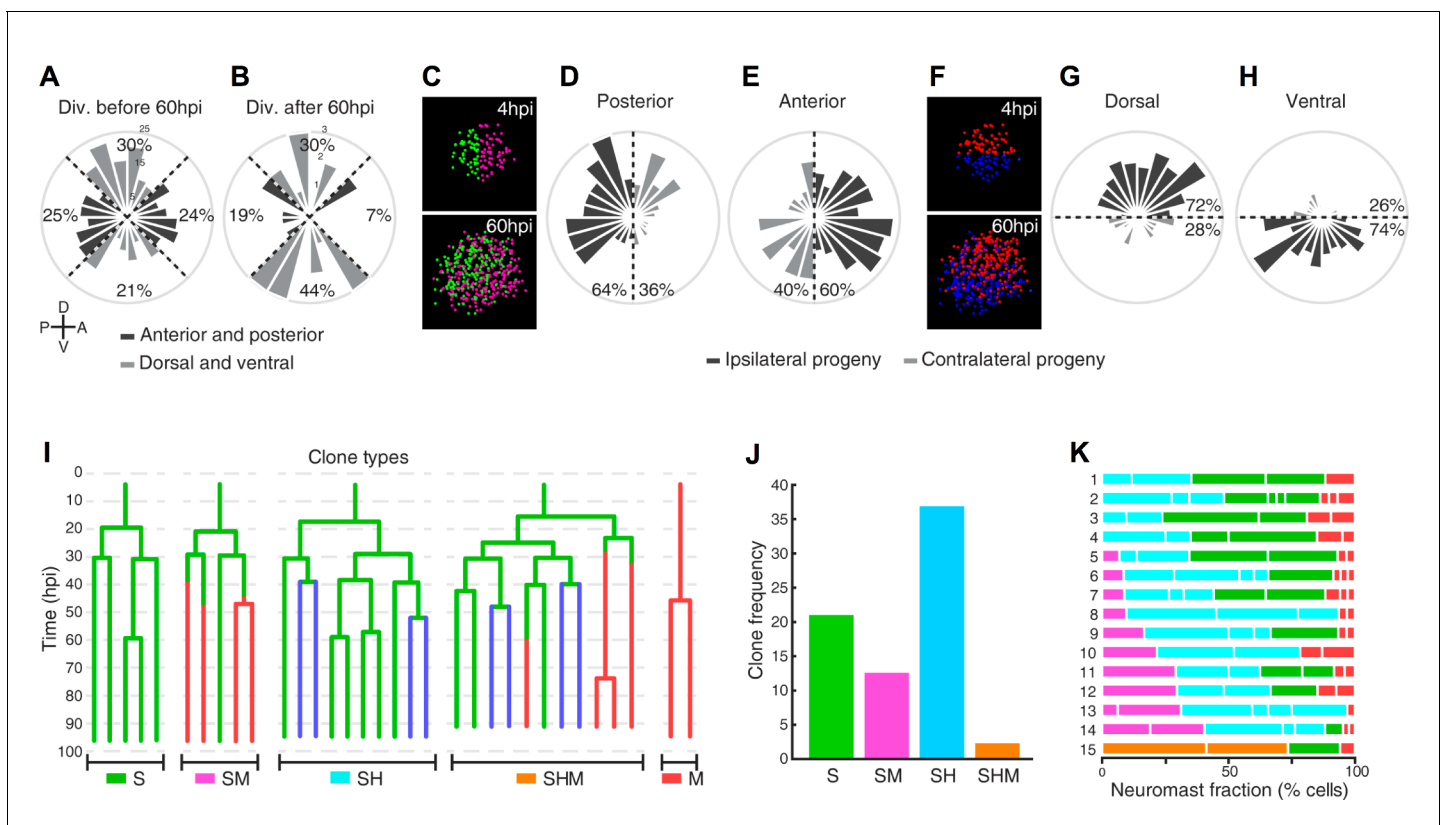 A
B
C
D
E
F
G
H
Div. before 60hpi
Div. after 60hpi
Posterior
Anterior
Dorsal
Ventral
25
30%
15
5
25%
24%
21%
3
30%
2
1
19%
7%
44%
4hpi
60hpi
64%
36%
40%
60%
4hpi
60hpi
72%
28%
26%
74%
D
P
A
V
Anterior and posterior
Dorsal and ventral
Ipsilateral progeny
Contralateral progeny
I
Clone types
Time (hpi)
0
10
20
30
40
50
60
70
80
90
100
S
SM
SH
SHM
M
J
Clone frequency
40
35
30
25
20
15
10
5
0
S
SM
SH
SHM
K
1
2
3
4
5
6
7
8
9
10
11
12
13
14
15
0
50
100
Neuromast fraction (% cells)